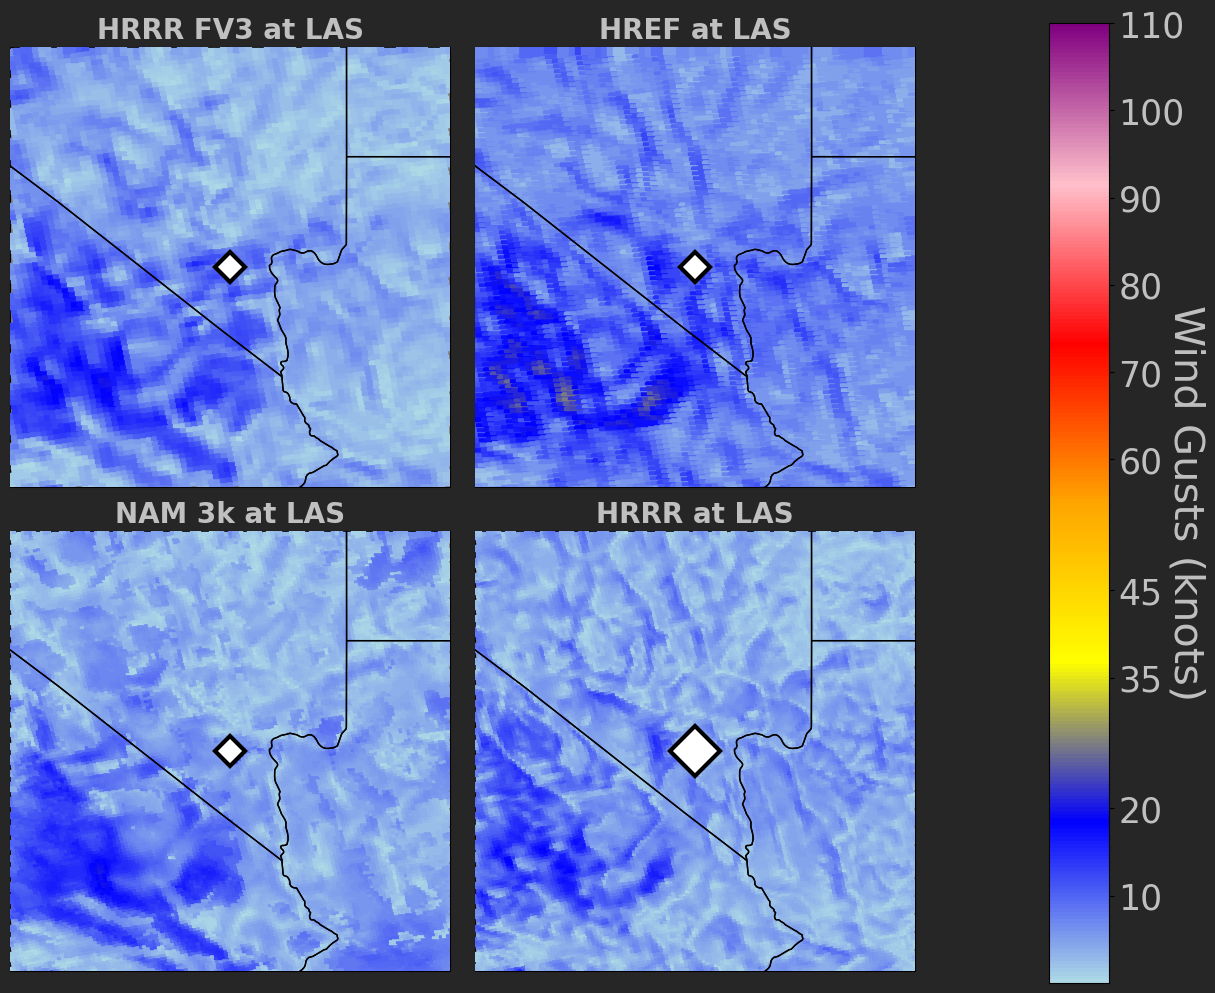 HRRR FV3 at LAS
HREF at LAS
NAM 3k at LAS
HRRR at LAS
110
100
90
80
70
60
45
35
20
10
Wind Gusts (knots)